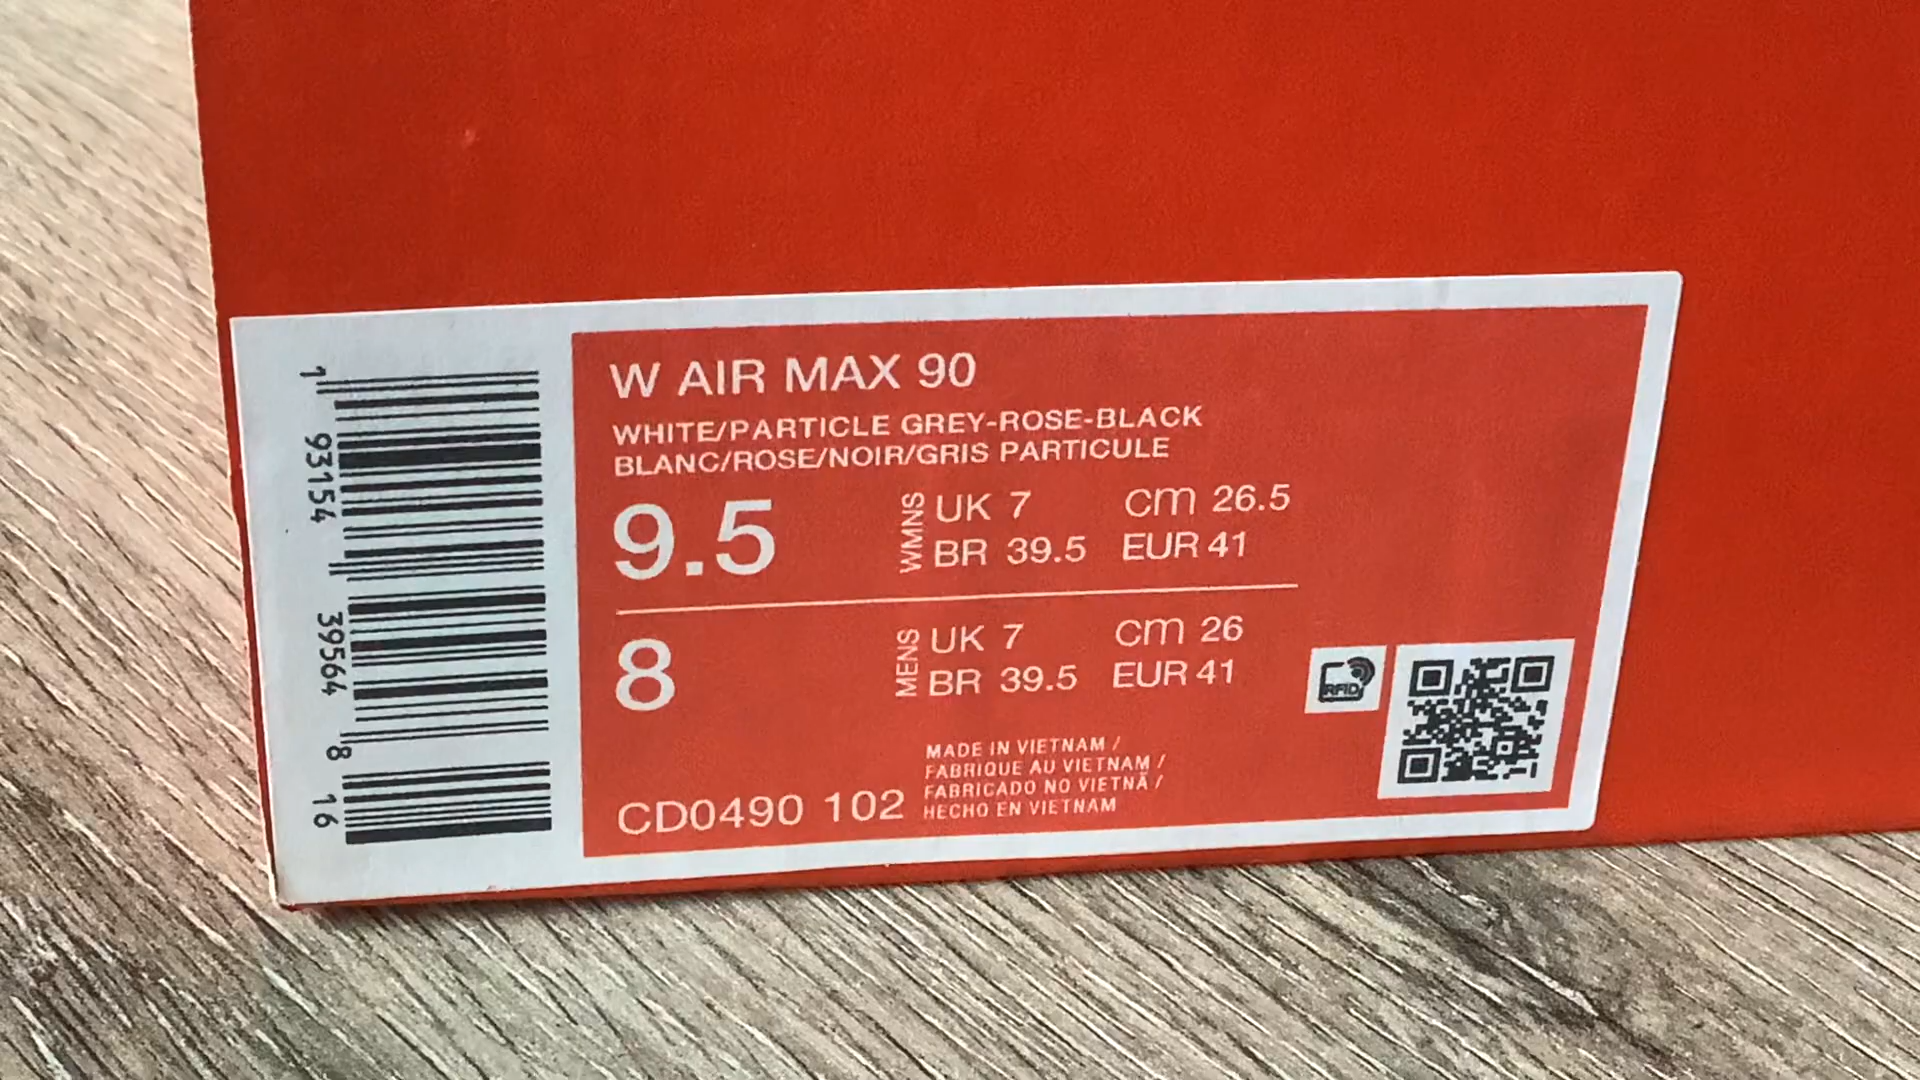 W AIR MAX 90
WHITE/PARTICLE GREY-ROSE-BLACK
BLANC/ROSE/NOIR/GRIS PARTICULE
9.5 WMNS UK 7 cm 26.5
BR 39.5 EUR 41
8 MENS UK 7 cm 26
BR 39.5 EUR 41
MADE IN VIETNAM /
FABRIQUE AU VIETNAM /
FABRICADO NO VIETNÃ /
HECHO EN VIETNAM
CD0490 102
RFID
1 93154 39564 8 16